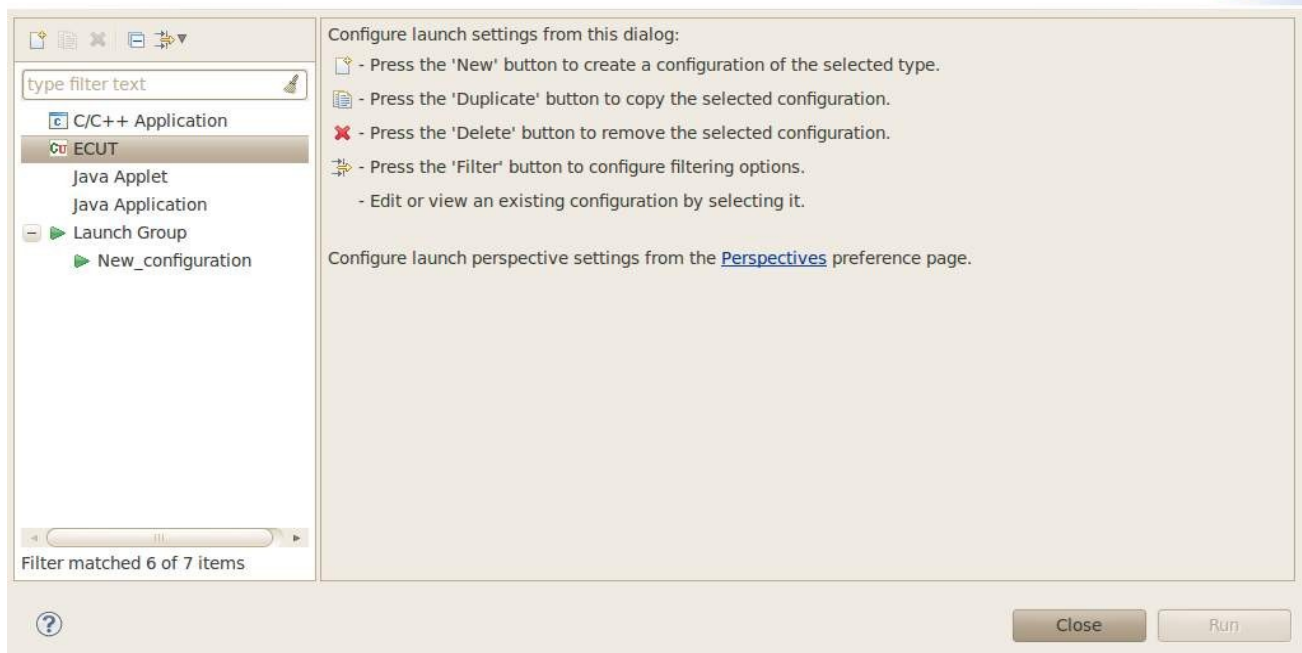 type filter text
C/C++ Application
ECUT
Java Applet
Java Application
Launch Group
New_configuration
Filter matched 6 of 7 items
Configure launch settings from this dialog:
- Press the 'New' button to create a configuration of the selected type.
- Press the 'Duplicate' button to copy the selected configuration.
- Press the 'Delete' button to remove the selected configuration.
- Press the 'Filter' button to configure filtering options.
- Edit or view an existing configuration by selecting it.
Configure launch perspective settings from the Perspectives preference page.
Close
Run